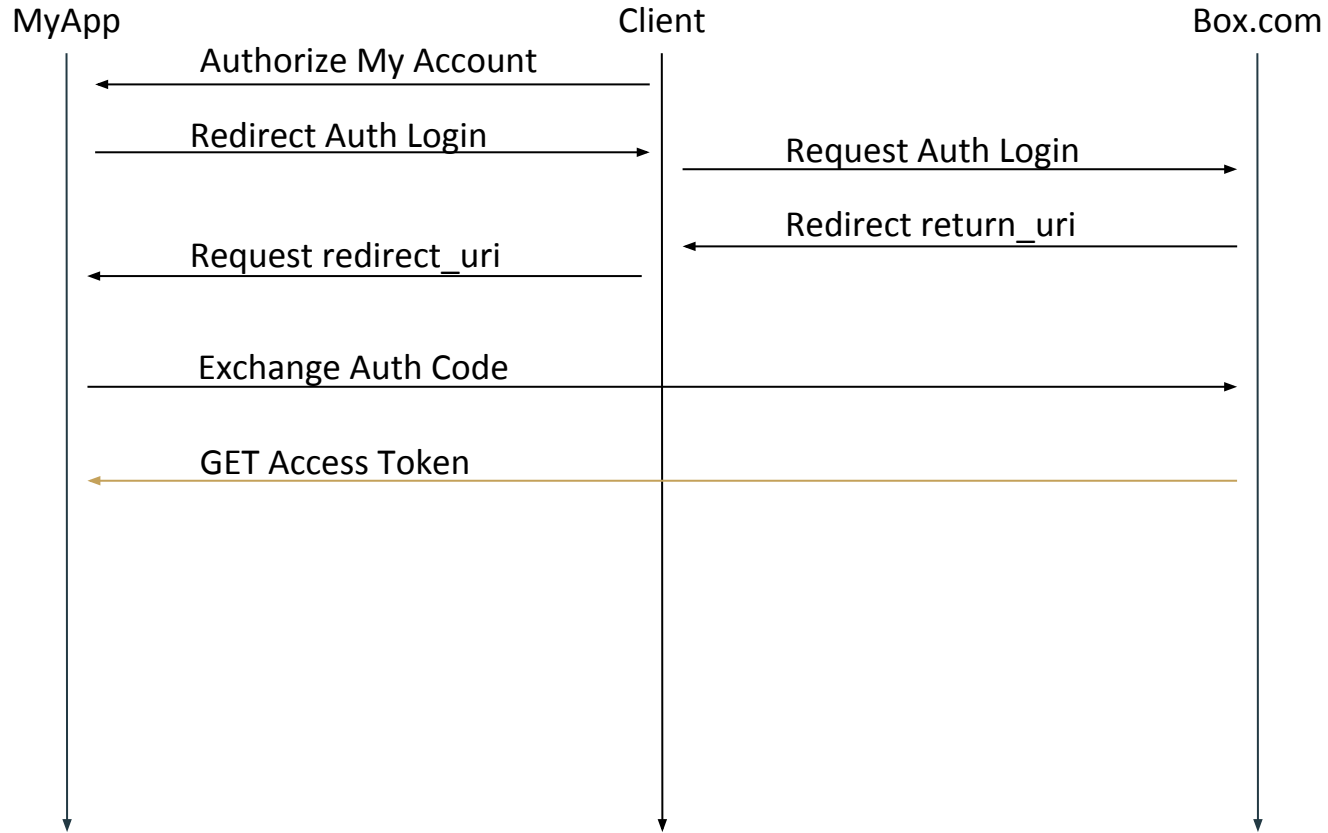 MyApp
Client
Box.com
Authorize My Account
Redirect Auth Login
Request Auth Login
Redirect return_uri
Request redirect_uri
Exchange Auth Code
GET Access Token